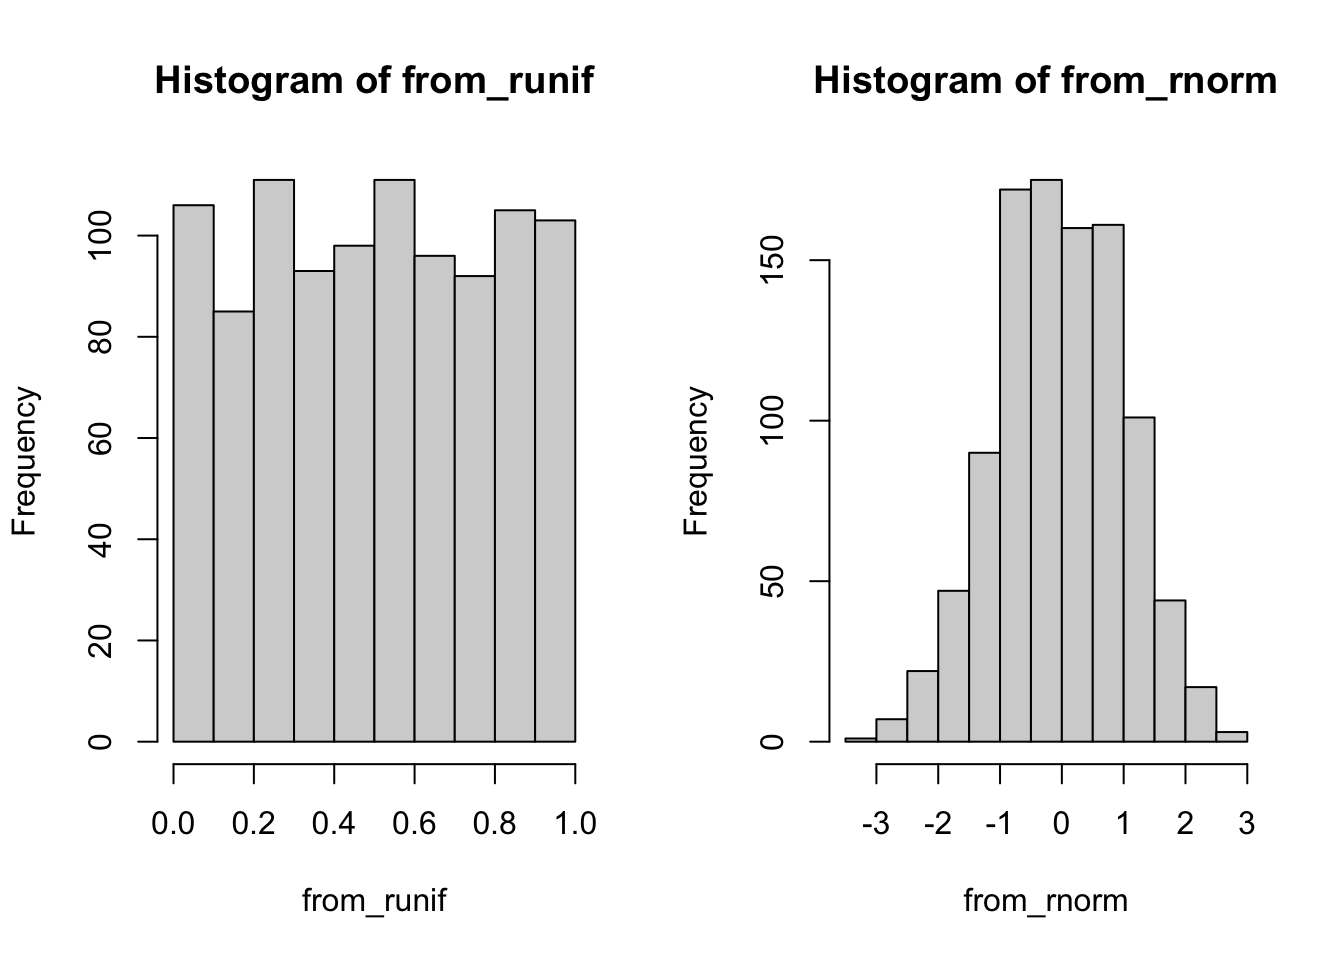 Histogram of from_runif
Frequency
0 20 40 60 80 100
0.0 0.2 0.4 0.6 0.8 1.0
from_runif
Histogram of from_rnorm
Frequency
0 50 100 150
-3 -2 -1 0 1 2 3
from_rnorm